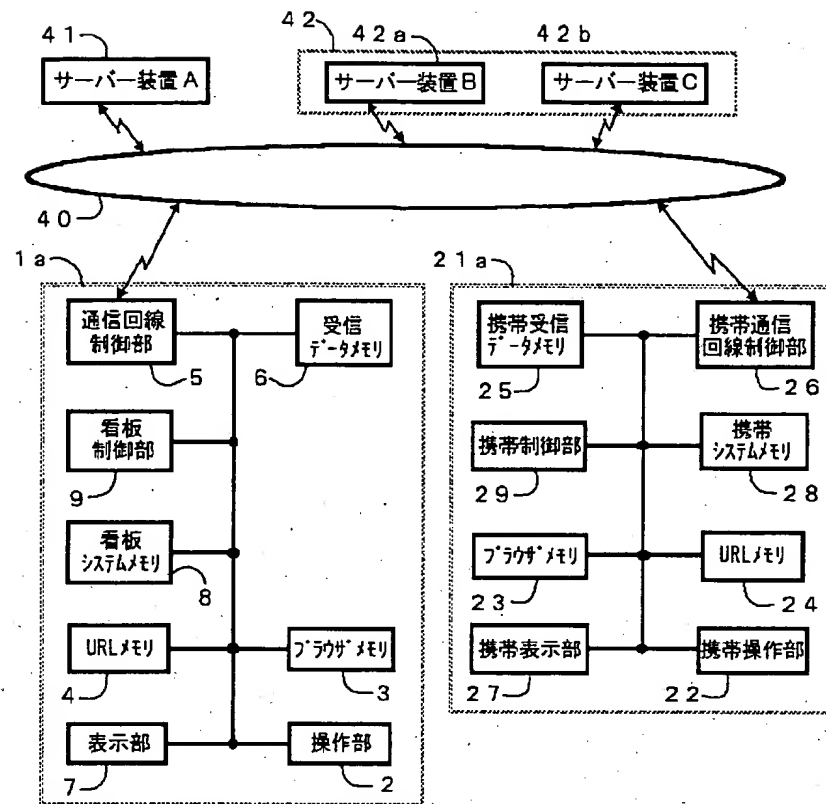 41
サーバー装置A
42
42a
42b
サーバー装置B
サーバー装置C
40
1a
通信回線
制御部
5
受信
ﾃﾞｰﾀﾒﾓﾘ
6
看板
制御部
9
看板
ｼｽﾃﾑﾒﾓﾘ
8
URLﾒﾓﾘ
4
ﾌﾞﾗｳｻﾞﾒﾓﾘ
3
表示部
7
操作部
2
21a
携帯受信
ﾃﾞｰﾀﾒﾓﾘ
25
携帯通信
回線制御部
26
携帯制御部
29
携帯
ｼｽﾃﾑﾒﾓﾘ
28
ﾌﾞﾗｳｻﾞﾒﾓﾘ
23
URLﾒﾓﾘ
24
携帯表示部
27
携帯操作部
22